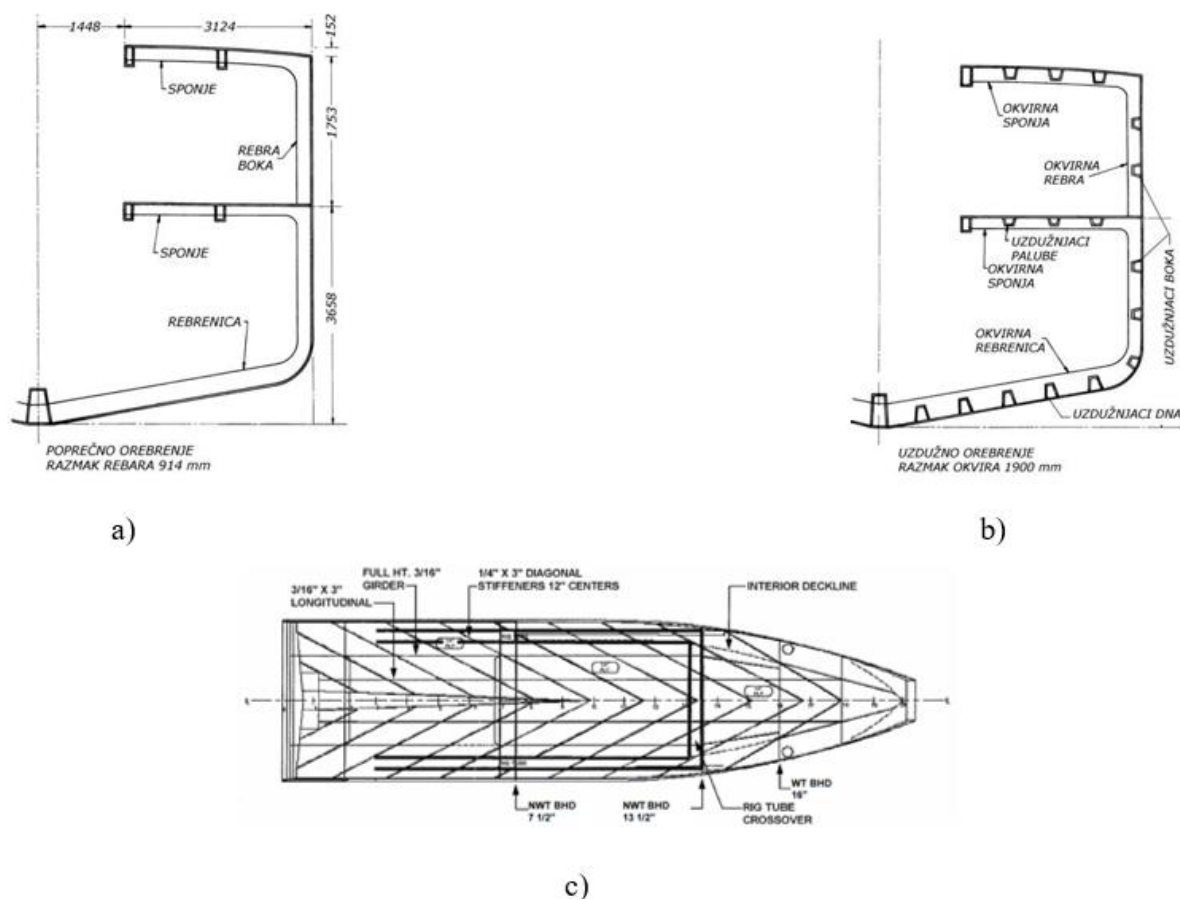 1448
3124
152
SPONJE
1753
REBRA
BOKA
SPONJE
3658
REBRENICA
POPREČNO OREBRENJE
RAZMAK REBARA 914 mm
a)
OKVIRNA
SPONJA
OKVIRNA
REBRA
UZDUŽNJACI
PALUBE
OKVIRNA
SPONJA
UZDUŽNJACI BOKA
OKVIRNA
REBRENICA
UZDUŽNJACI DNA
UZDUŽNO OREBRENJE
RAZMAK OKVIRA 1900 mm
b)
FULL HT. 3/16"
GIRDER
1/4" X 3" DIAGONAL
STIFFENERS 12" CENTERS
3/16" X 3"
LONGITUDINAL
INTERIOR DECKLINE
NWT BHD
7 1/2"
NWT BHD
13 1/2"
RIG TUBE
CROSSOVER
WT BHD
16"
c)